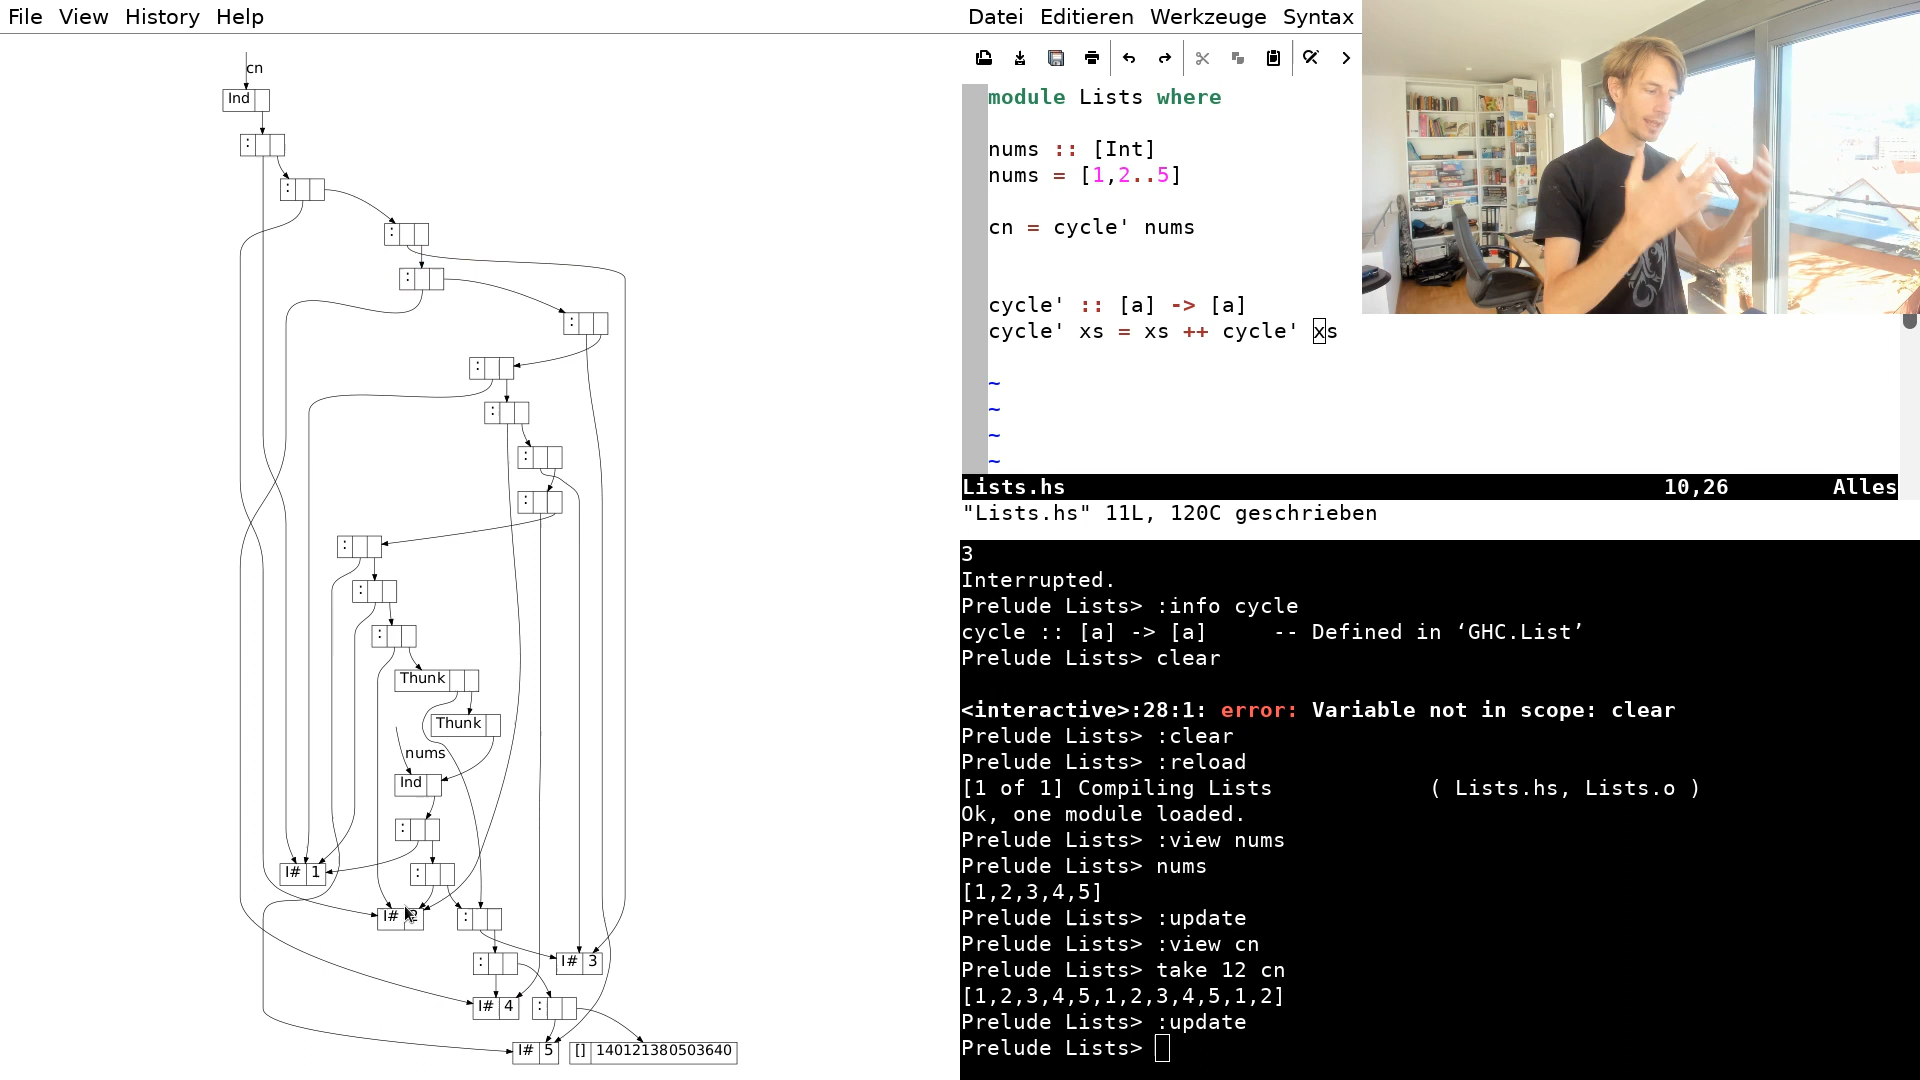 File View History Help
cn
Ind
:
:
:
:
:
:
:
:
:
:
:
:
Thunk
Thunk
nums
Ind
:
I# 1
:
I#
:
:
I# 3
I# 4
:
I# 5
[] 140121380503640
Datei Editieren Werkzeuge Syntax
module Lists where
nums :: [Int]
nums = [1,2..5]
cn = cycle' nums
cycle' :: [a] -> [a]
cycle' xs = xs ++ cycle' xs
~
~
~
~
Lists.hs 10,26 Alles
"Lists.hs" 11L, 120C geschrieben
3
Interrupted.
Prelude Lists> :info cycle
cycle :: [a] -> [a] -- Defined in ‘GHC.List’
Prelude Lists> clear
<interactive>:28:1: error: Variable not in scope: clear
Prelude Lists> :clear
Prelude Lists> :reload
[1 of 1] Compiling Lists ( Lists.hs, Lists.o )
Ok, one module loaded.
Prelude Lists> :view nums
Prelude Lists> nums
[1,2,3,4,5]
Prelude Lists> :update
Prelude Lists> :view cn
Prelude Lists> take 12 cn
[1,2,3,4,5,1,2,3,4,5,1,2]
Prelude Lists> :update
Prelude Lists>